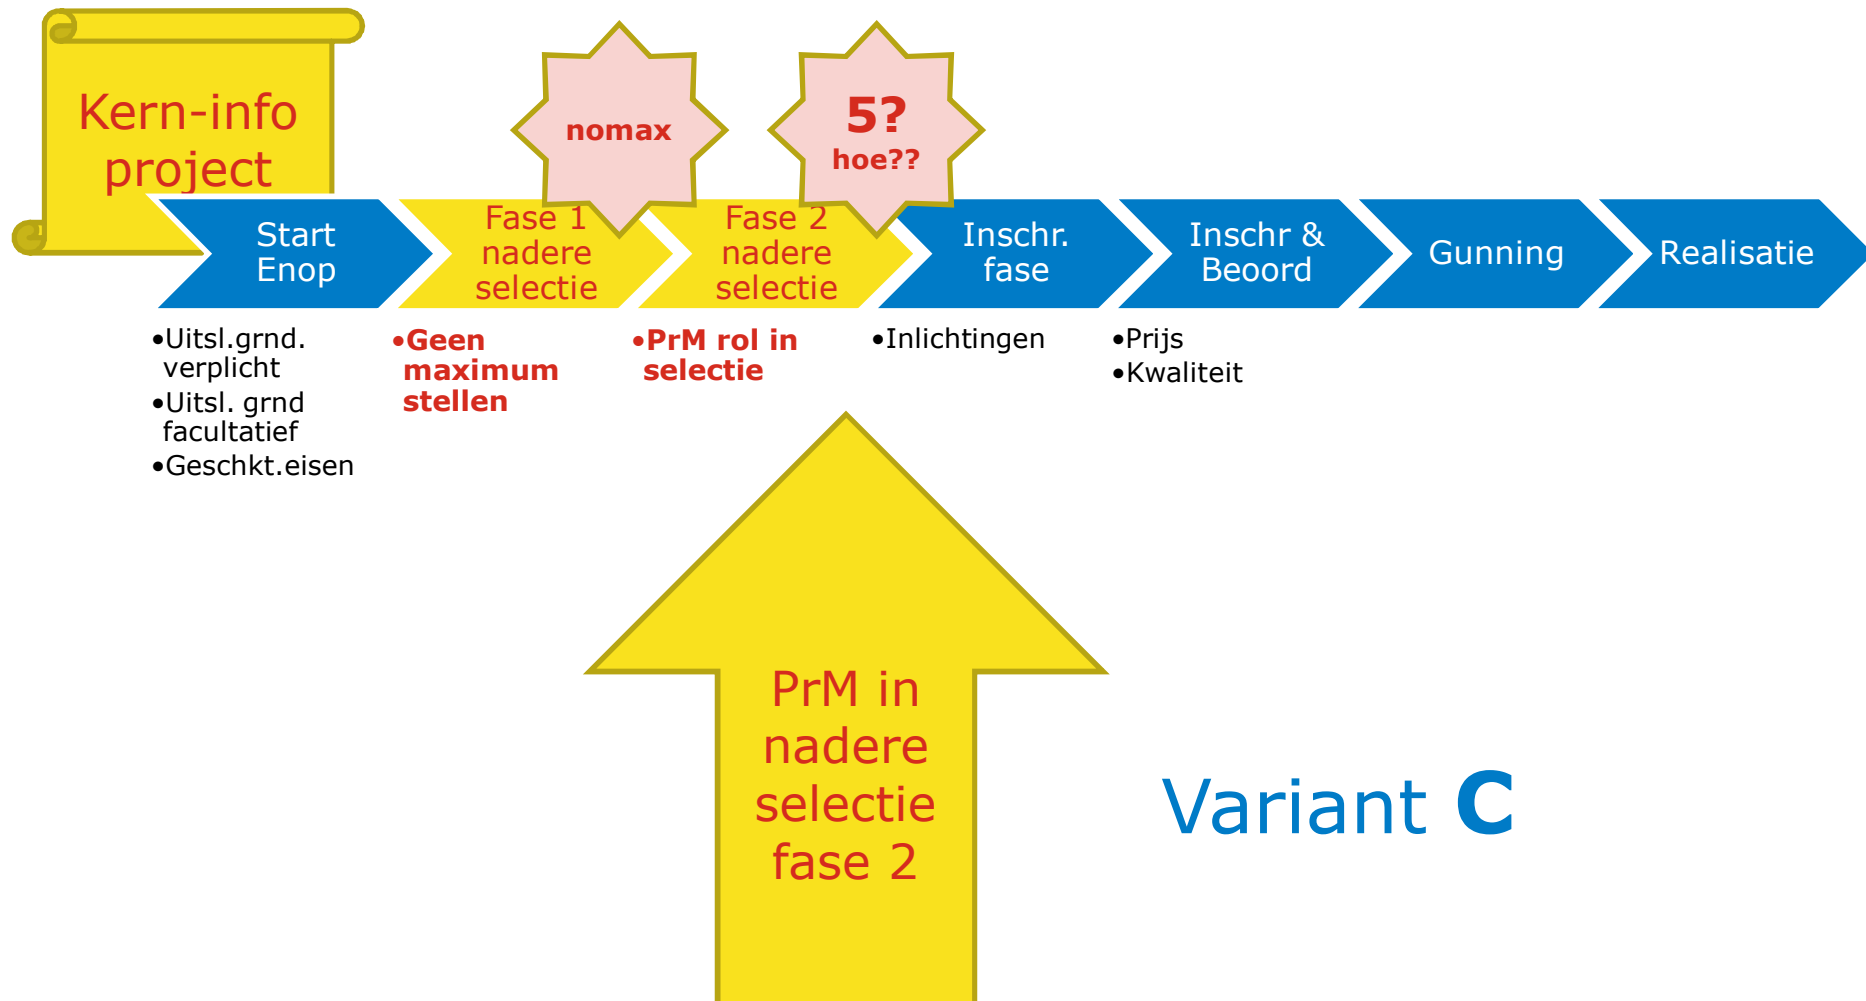 Kern-info
project
nomax
5?
hoe??
Start
Enop
Fase 1
nadere
selectie
Fase 2
nadere
selectie
Inschr.
fase
Inschr &
Beoord
Gunning
Realisatie
•Uitsl.grnd.
verplicht
•Uitsl. grnd
facultatief
•Geschkt.eisen
•Geen
maximum
stellen
•PrM rol in
selectie
•Inlichtingen
•Prijs
•Kwaliteit
PrM in
nadere
selectie
fase 2
Variant C